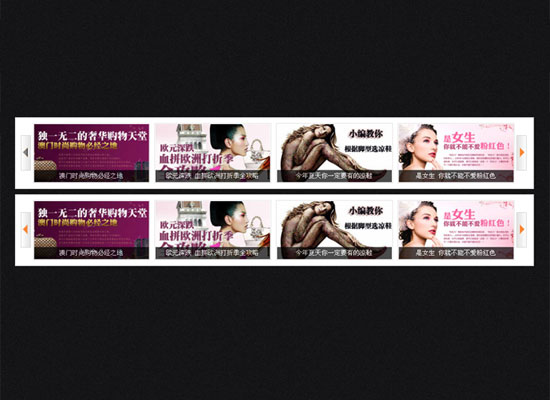 独一无二的奢华购物天堂
澳门时尚购物必经之地
澳门时尚购物必经之地
欧元深跌
血拼欧洲打折季
全攻略
欧元深跌 血拼欧洲打折季全攻略
小编教你
根据脚型选凉鞋
今年夏天你一定要有的凉鞋
是女生
你就不能不爱粉红色！
是女生 你就不能不爱粉红色
独一无二的奢华购物天堂
澳门时尚购物必经之地
澳门时尚购物必经之地
欧元深跌
血拼欧洲打折季
全攻略
欧元深跌 血拼欧洲打折季全攻略
小编教你
根据脚型选凉鞋
今年夏天你一定要有的凉鞋
是女生
你就不能不爱粉红色！
是女生 你就不能不爱粉红色